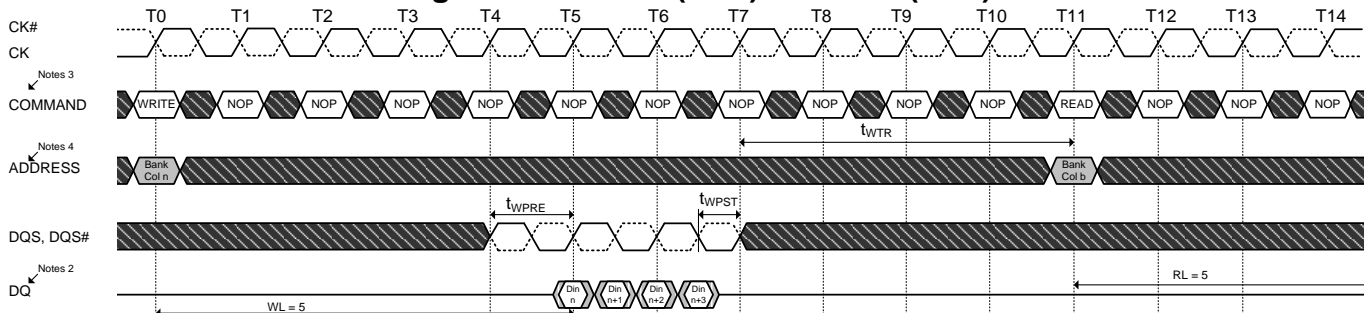 T0 T1 T2 T3 T4 T5 T6 T7 T8 T9 T10 T11 T12 T13 T14
CK#
CK
Notes 3
COMMAND WRITE NOP NOP NOP NOP NOP NOP NOP NOP NOP NOP READ NOP NOP NOP
tWTR
Notes 4
ADDRESS Bank Col n Bank Col b
tWPRE tWPST
DQS, DQS#
Notes 2
DQ Din n Din n+1 Din n+2 Din n+3
RL = 5
WL = 5